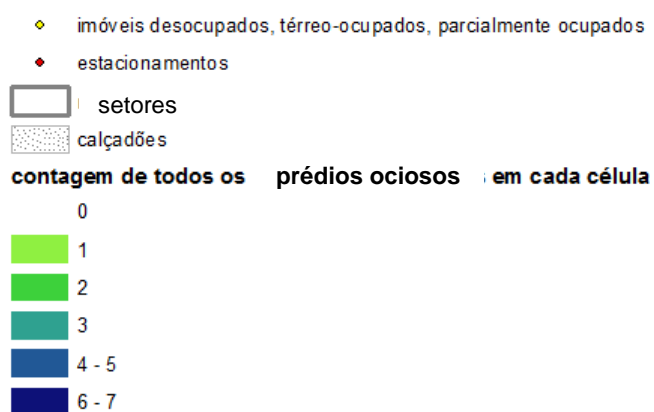 imóveis desocupados, térreo-ocupados, parcialmente ocupados
estacionamentos
setores
calçadões
contagem de todos os prédios ociosos em cada célula
0
1
2
3
4 - 5
6 - 7